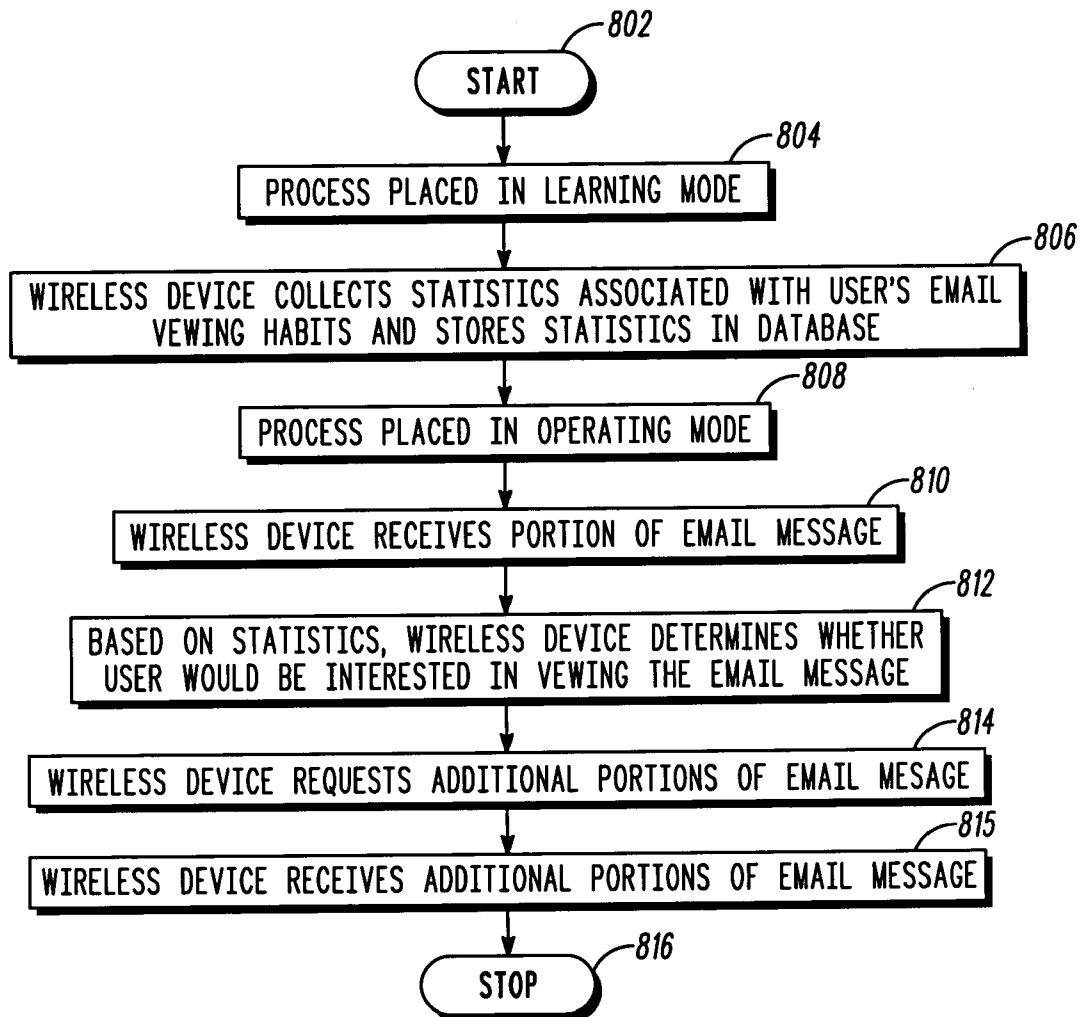 802
START
804
PROCESS PLACED IN LEARNING MODE
806
WIRELESS DEVICE COLLECTS STATISTICS ASSOCIATED WITH USER'S EMAIL
VEWING HABITS AND STORES STATISTICS IN DATABASE
808
PROCESS PLACED IN OPERATING MODE
810
WIRELESS DEVICE RECEIVES PORTION OF EMAIL MESSAGE
812
BASED ON STATISTICS, WIRELESS DEVICE DETERMINES WHETHER
USER WOULD BE INTERESTED IN VEWING THE EMAIL MESSAGE
814
WIRELESS DEVICE REQUESTS ADDITIONAL PORTIONS OF EMAIL MESAGE
815
WIRELESS DEVICE RECEIVES ADDITIONAL PORTIONS OF EMAIL MESSAGE
816
STOP